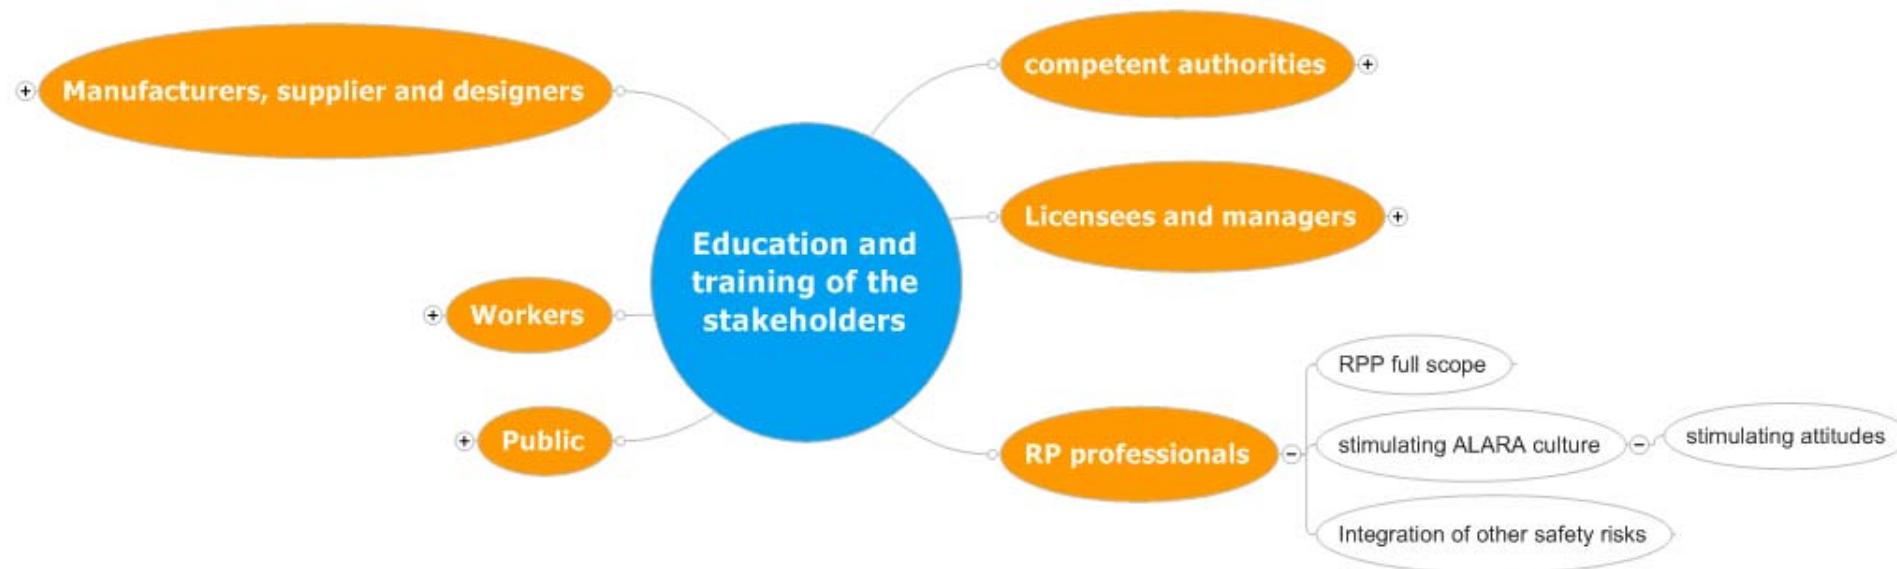 Manufacturers, supplier and designers
competent authorities
Licensees and managers
Education and
training of the
stakeholders
Workers
Public
RP professionals
RPP full scope
stimulating ALARA culture
stimulating attitudes
Integration of other safety risks